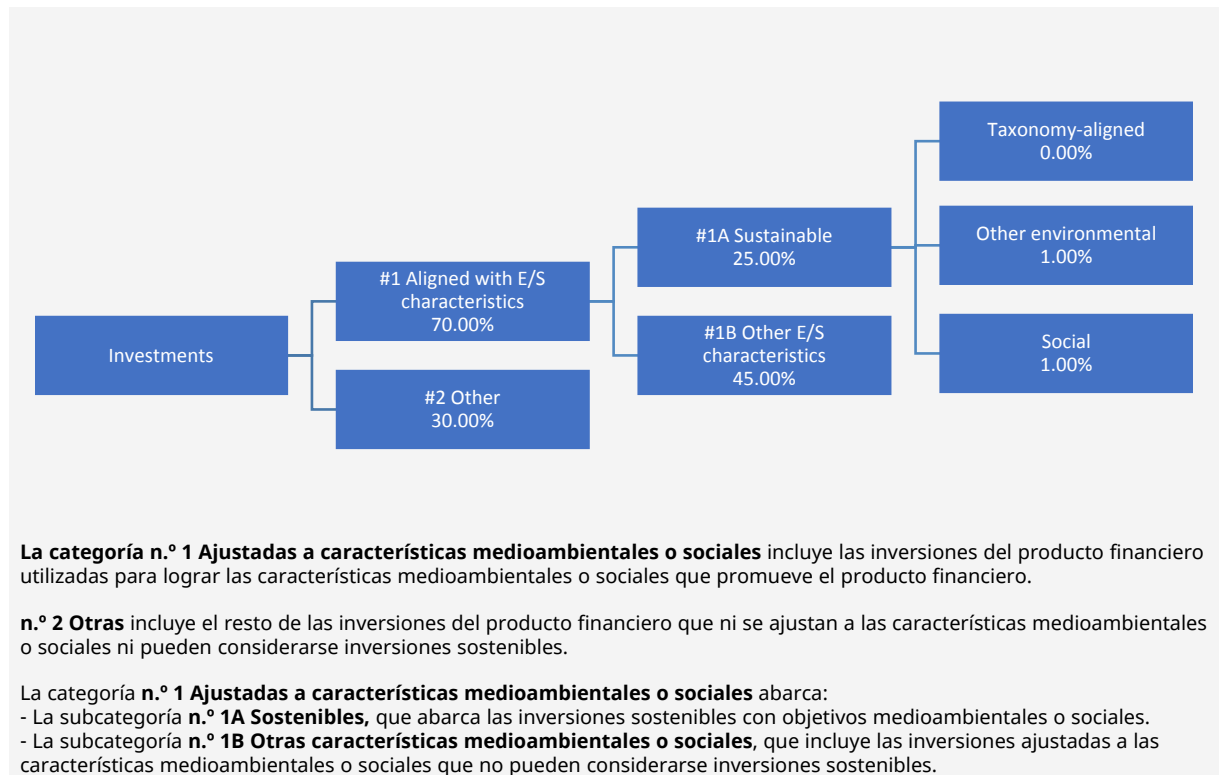 Investments
#1 Aligned with E/S
characteristics
70.00%
#2 Other
30.00%
#1A Sustainable
25.00%
#1B Other E/S
characteristics
45.00%
Taxonomy-aligned
0.00%
Other environmental
1.00%
Social
1.00%
La categoría n.º 1 Ajustadas a características medioambientales o sociales incluye las inversiones del producto financiero
utilizadas para lograr las características medioambientales o sociales que promueve el producto financiero.
n.º 2 Otras incluye el resto de las inversiones del producto financiero que ni se ajustan a las características medioambientales
o sociales ni pueden considerarse inversiones sostenibles.
La categoría n.º 1 Ajustadas a características medioambientales o sociales abarca:
- La subcategoría n.º 1A Sostenibles, que abarca las inversiones sostenibles con objetivos medioambientales o sociales.
- La subcategoría n.º 1B Otras características medioambientales o sociales, que incluye las inversiones ajustadas a las
características medioambientales o sociales que no pueden considerarse inversiones sostenibles.